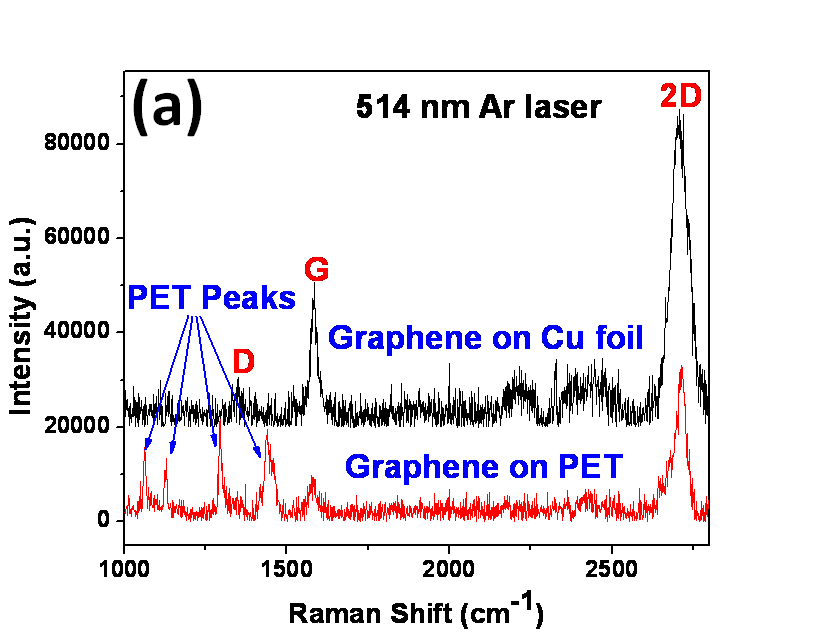 (a)
514 nm Ar laser
2D
G
PET Peaks
D
Graphene on Cu foil
Graphene on PET
Intensity (a.u.)
80000
60000
40000
20000
0
1000
1500
2000
2500
Raman Shift (cm⁻¹)